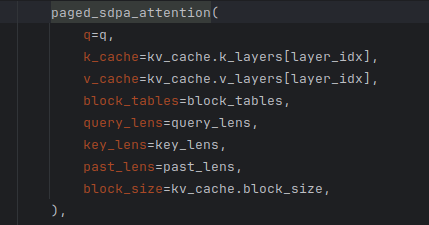 paged_sdpa_attention(
q=q,
k_cache=kv_cache.k_layers[layer_idx],
v_cache=kv_cache.v_layers[layer_idx],
block_tables=block_tables,
query_lens=query_lens,
key_lens=key_lens,
past_lens=past_lens,
block_size=kv_cache.block_size,
),